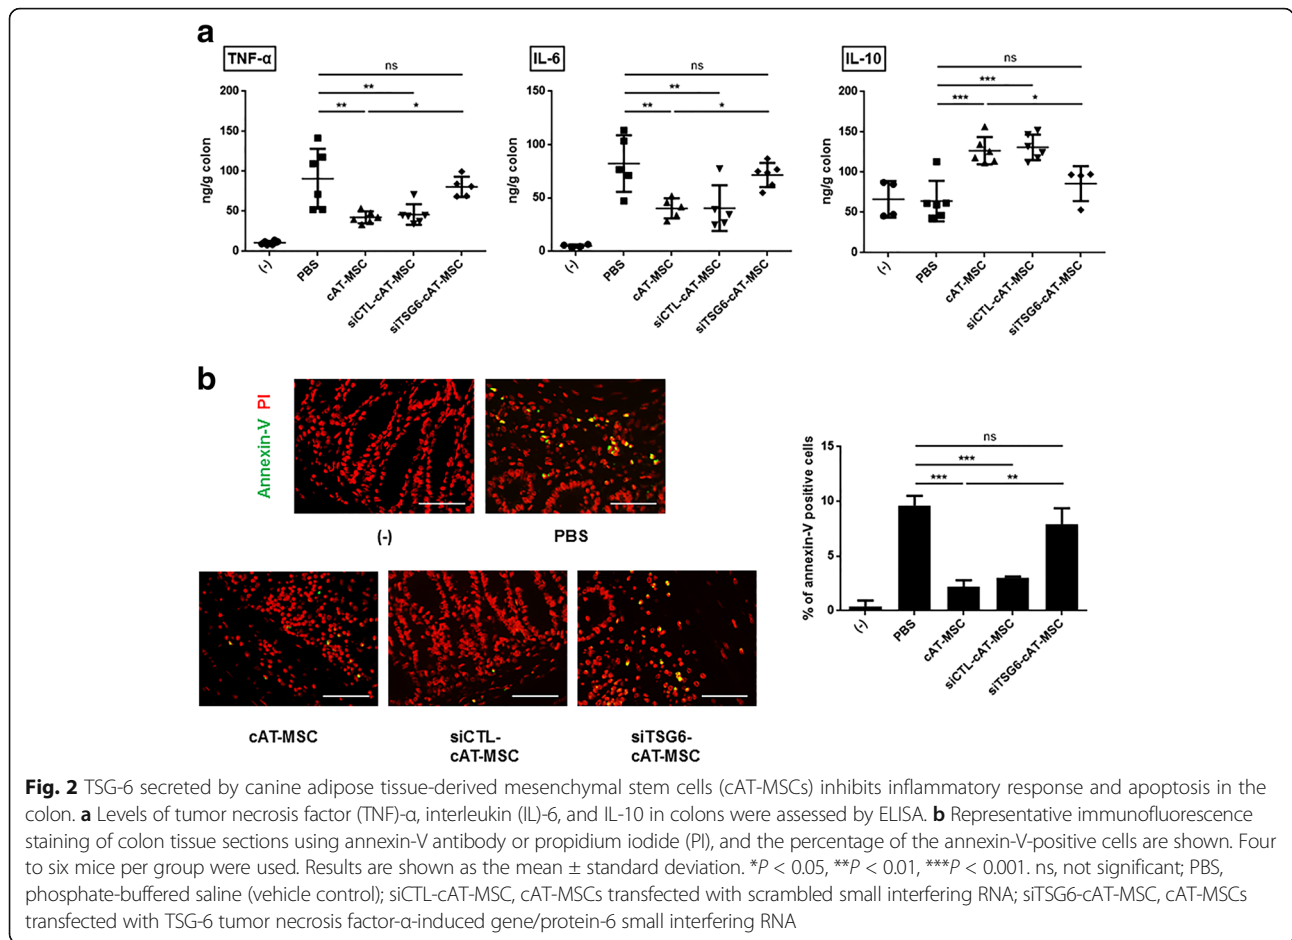 a
TNF-α
ns
**
** *
200
150
100
50
0
ng/g colon
(-)
PBS
cAT-MSC
siCTL-cAT-MSC
siTSG6-cAT-MSC
IL-6
ns
**
** *
150
100
50
0
ng/g colon
(-)
PBS
cAT-MSC
siCTL-cAT-MSC
siTSG6-cAT-MSC
IL-10
ns
***
*** *
200
150
100
50
0
ng/g colon
(-)
PBS
cAT-MSC
siCTL-cAT-MSC
siTSG6-cAT-MSC
b
Annexin-V PI
(-)
PBS
cAT-MSC
siCTL-
cAT-MSC
siTSG6-
cAT-MSC
ns
***
*** **
15
10
5
0
% of annexin-V positive cells
(-)
PBS
cAT-MSC
siCTL-cAT-MSC
siTSG6-cAT-MSC
Fig. 2 TSG-6 secreted by canine adipose tissue-derived mesenchymal stem cells (cAT-MSCs) inhibits inflammatory response and apoptosis in the
colon. a Levels of tumor necrosis factor (TNF)-α, interleukin (IL)-6, and IL-10 in colons were assessed by ELISA. b Representative immunofluorescence
staining of colon tissue sections using annexin-V antibody or propidium iodide (PI), and the percentage of the annexin-V-positive cells are shown. Four
to six mice per group were used. Results are shown as the mean ± standard deviation. *P < 0.05, **P < 0.01, ***P < 0.001. ns, not significant; PBS,
phosphate-buffered saline (vehicle control); siCTL-cAT-MSC, cAT-MSCs transfected with scrambled small interfering RNA; siTSG6-cAT-MSC, cAT-MSCs
transfected with TSG-6 tumor necrosis factor-α-induced gene/protein-6 small interfering RNA